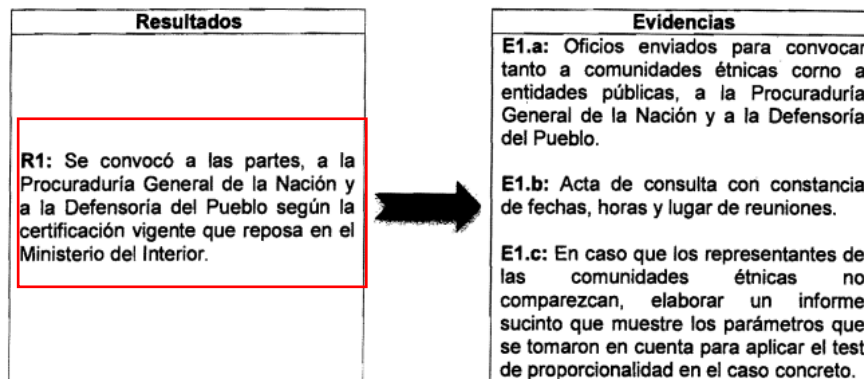 Resultados
R1: Se convocó a las partes, a la
Procuraduría General de la Nación y
a la Defensoría del Pueblo según la
certificación vigente que reposa en el
Ministerio del Interior.
Evidencias
E1.a: Oficios enviados para convocar
tanto a comunidades étnicas corno a
entidades públicas, a la Procuraduría
General de la Nación y a la Defensoría
del Pueblo.
E1.b: Acta de consulta con constancia
de fechas, horas y lugar de reuniones.
E1.c: En caso que los representantes de
las comunidades étnicas no
comparezcan, elaborar un informe
sucinto que muestre los parámetros que
se tomaron en cuenta para aplicar el test
de proporcionalidad en el caso concreto.